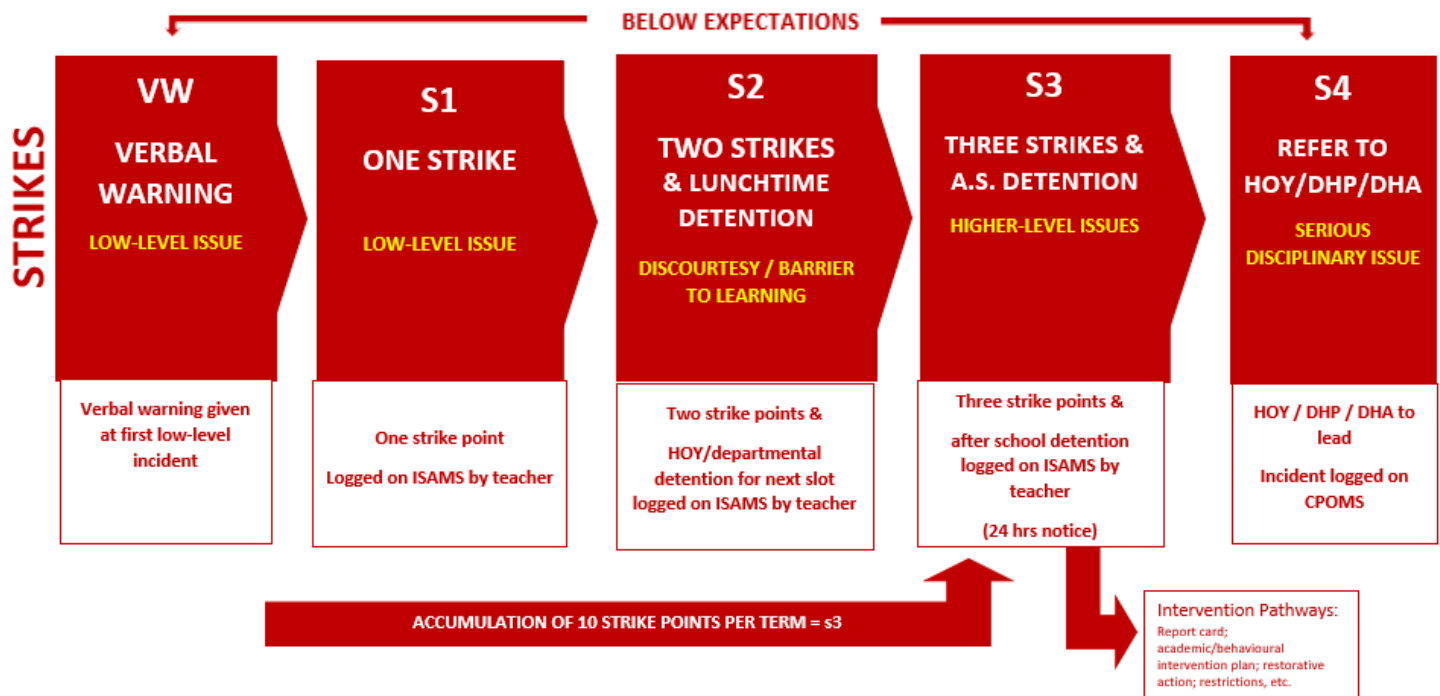 BELOW EXPECTATIONS
STRIKES
VW
VERBAL
WARNING
LOW-LEVEL ISSUE
Verbal warning given
at first low-level
incident
S1
ONE STRIKE
LOW-LEVEL ISSUE
One strike point
Logged on ISAMS by teacher
S2
TWO STRIKES
& LUNCHTIME
DETENTION
DISCOURTESY / BARRIER
TO LEARNING
Two strike points &
HOY/departmental
detention for next slot
logged on ISAMS by teacher
S3
THREE STRIKES &
A.S. DETENTION
HIGHER-LEVEL ISSUES
Three strike points &
after school detention
logged on ISAMS by
teacher
(24 hrs notice)
S4
REFER TO
HOY/DHP/DHA
SERIOUS
DISCIPLINARY ISSUE
HOY / DHP / DHA to
lead
Incident logged on
CPOMS
ACCUMULATION OF 10 STRIKE POINTS PER TERM = s3
Intervention Pathways:
Report card;
academic/behavioural
intervention plan; restorative
action; restrictions, etc.